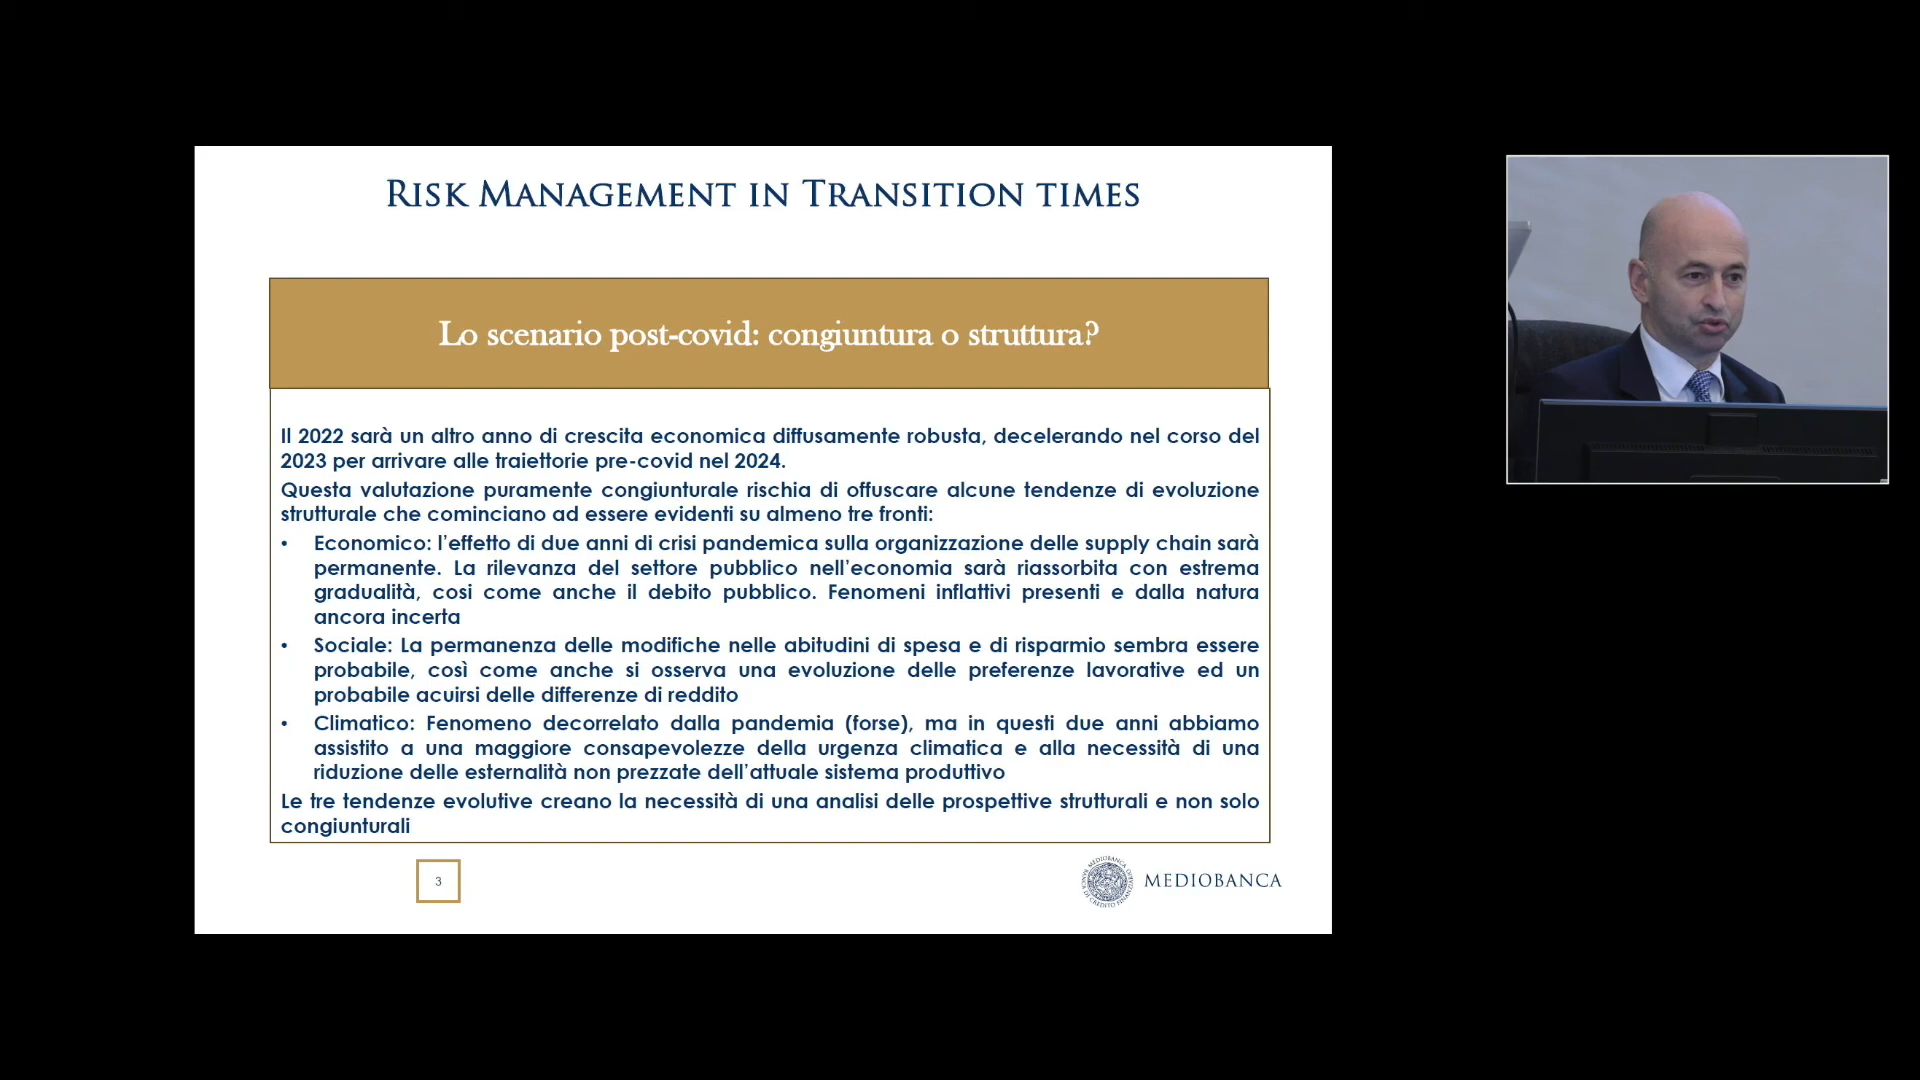 Risk Management in Transition times
Lo scenario post-covid: congiuntura o struttura?
Il 2022 sarà un altro anno di crescita economica diffusamente robusta, decelerando nel corso del
2023 per arrivare alle traiettorie pre-covid nel 2024.
Questa valutazione puramente congiunturale rischia di offuscare alcune tendenze di evoluzione
strutturale che cominciano ad essere evidenti su almeno tre fronti:
• Economico: l'effetto di due anni di crisi pandemica sulla organizzazione delle supply chain sarà
permanente. La rilevanza del settore pubblico nell'economia sarà riassorbita con estrema
gradualità, cosi come anche il debito pubblico. Fenomeni inflattivi presenti e dalla natura
ancora incerta
• Sociale: La permanenza delle modifiche nelle abitudini di spesa e di risparmio sembra essere
probabile, così come anche si osserva una evoluzione delle preferenze lavorative ed un
probabile acuirsi delle differenze di reddito
• Climatico: Fenomeno decorrelato dalla pandemia (forse), ma in questi due anni abbiamo
assistito a una maggiore consapevolezze della urgenza climatica e alla necessità di una
riduzione delle esternalità non prezzate dell'attuale sistema produttivo
Le tre tendenze evolutive creano la necessità di una analisi delle prospettive strutturali e non solo
congiunturali
3
MEDIOBANCA
BANCA DI CREDITO FINANZIARIO
MEDIOBANCA